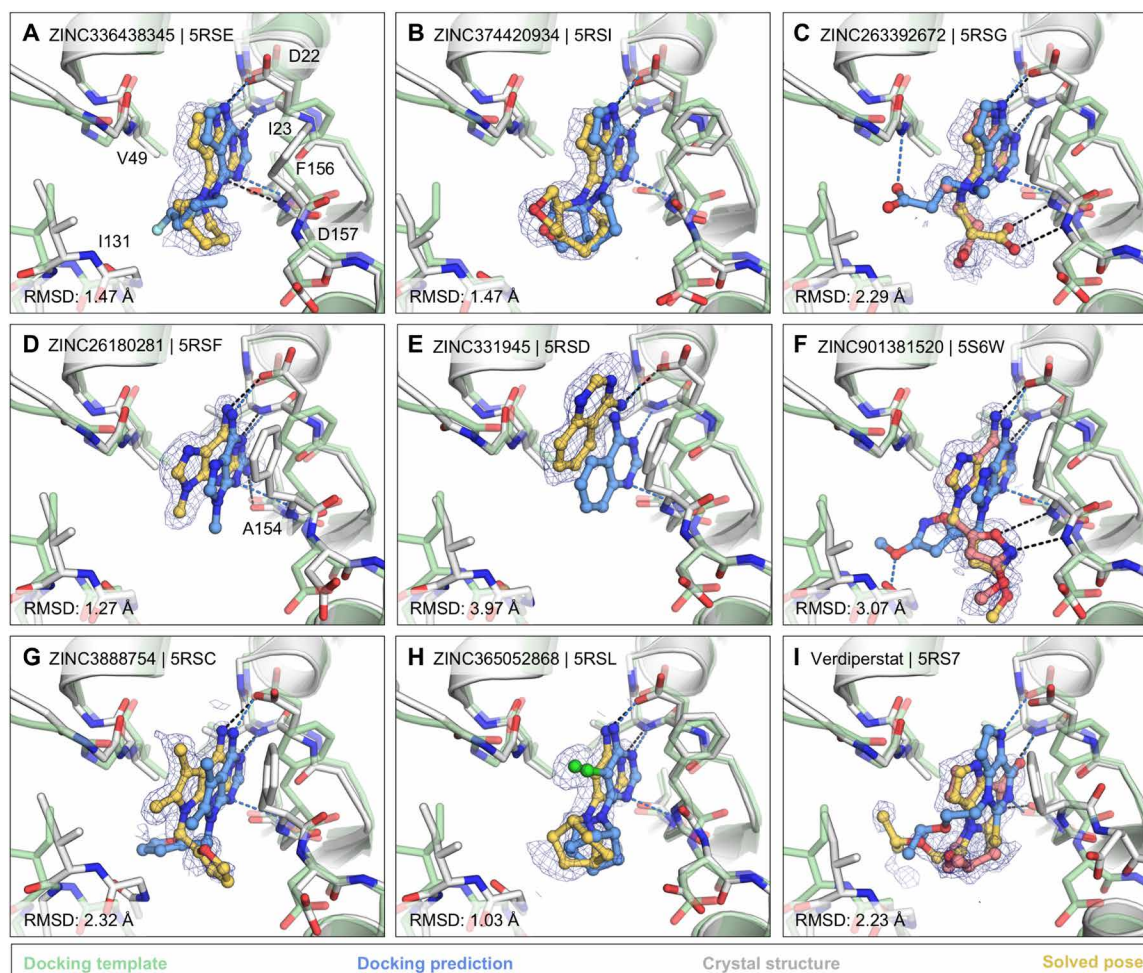 A ZINC336438345 | 5RSE
D22
I23
V49
F156
I131
D157
RMSD: 1.47 Å
B ZINC374420934 | 5RSI
RMSD: 1.47 Å
C ZINC263392672 | 5RSG
RMSD: 2.29 Å
D ZINC26180281 | 5RSF
A154
RMSD: 1.27 Å
E ZINC331945 | 5RSD
RMSD: 3.97 Å
F ZINC901381520 | 5S6W
RMSD: 3.07 Å
G ZINC3888754 | 5RSC
RMSD: 2.32 Å
H ZINC365052868 | 5RSL
RMSD: 1.03 Å
I Verdiperstat | 5RS7
RMSD: 2.23 Å
Docking template Docking prediction Crystal structure Solved pose